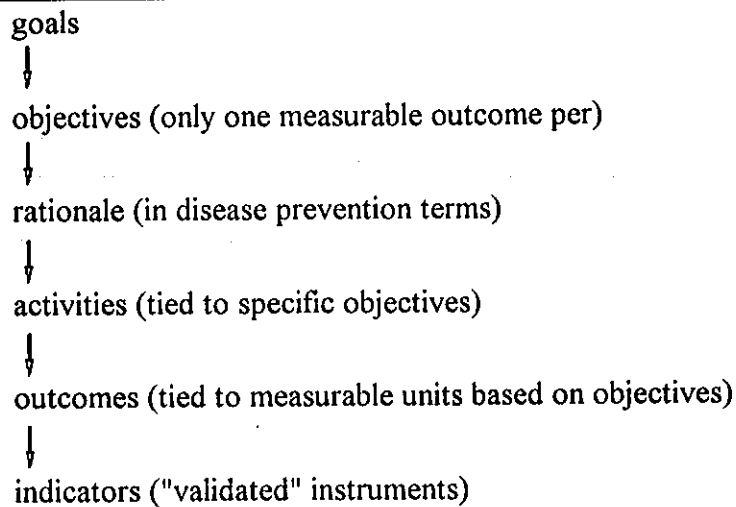 goals
objectives (only one measurable outcome per)
rationale (in disease prevention terms)
activities (tied to specific objectives)
outcomes (tied to measurable units based on objectives)
indicators ("validated" instruments)